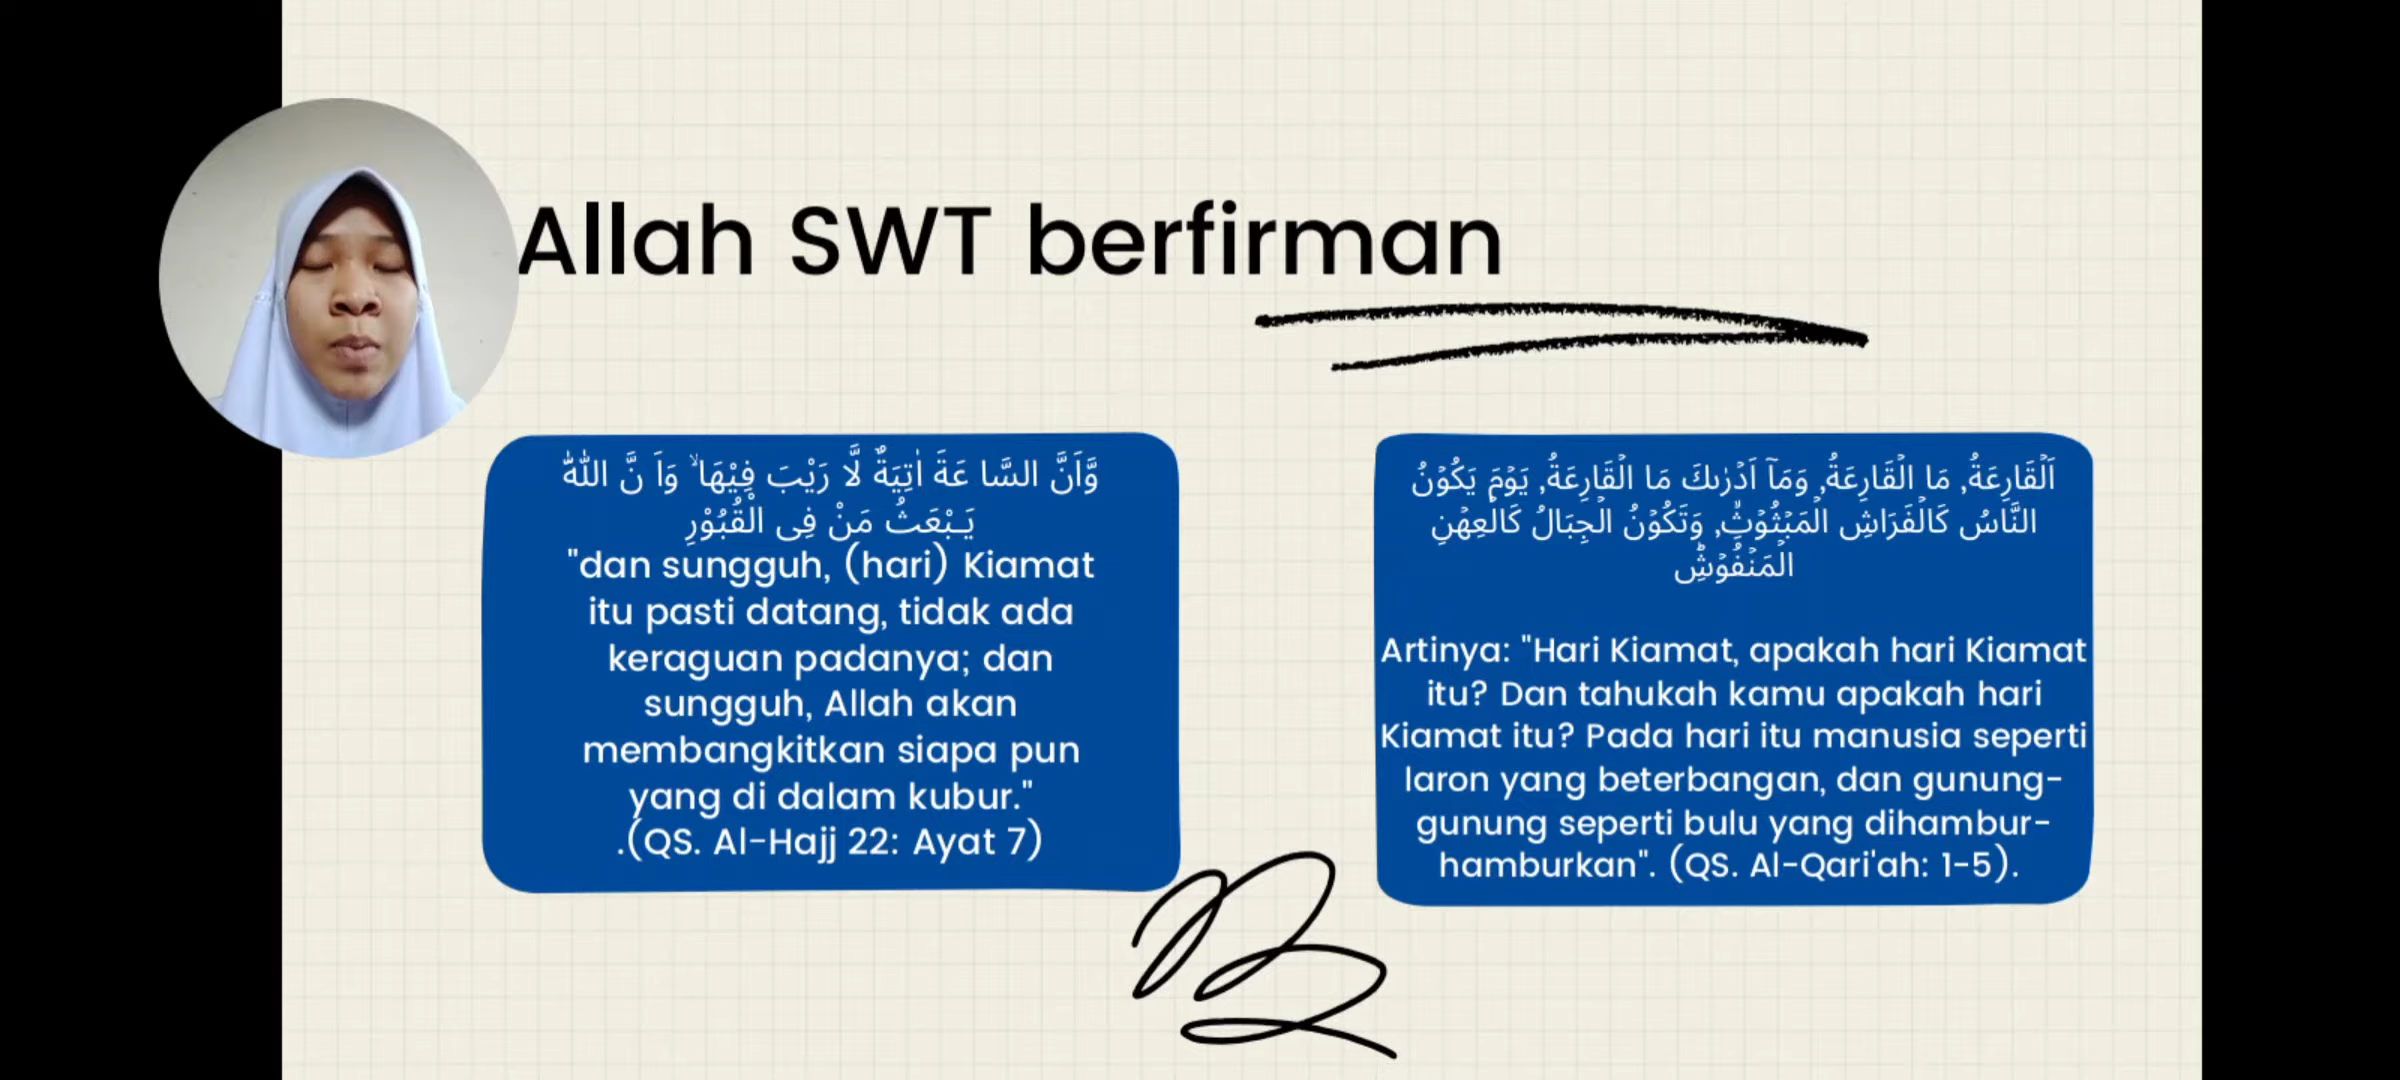 Allah SWT berfirman
وَّاَنَّ السَّا عَةَ اٰتِيَةٌ لَّا رَيْبَ فِيْهَا ۙ وَاَ نَّ اللّٰهَ
يَـبْعَثُ مَنْ فِى الْقُبُوْرِ
"dan sungguh, (hari) Kiamat
itu pasti datang, tidak ada
keraguan padanya; dan
sungguh, Allah akan
membangkitkan siapa pun
yang di dalam kubur."
.(QS. Al-Hajj 22: Ayat 7)
اَلْقَارِعَةُ, مَا الْقَارِعَةُ, وَمَآ اَدْرٰىكَ مَا الْقَارِعَةُ, يَوْمَ يَكُوْنُ
النَّاسُ كَالْفَرَاشِ الْمَبْثُوْثِۙ, وَتَكُوْنُ الْجِبَالُ كَالْعِهْنِ
الْمَنْفُوْشِۗ
Artinya: "Hari Kiamat, apakah hari Kiamat
itu? Dan tahukah kamu apakah hari
Kiamat itu? Pada hari itu manusia seperti
laron yang beterbangan, dan gunung-
gunung seperti bulu yang dihambur-
hamburkan". (QS. Al-Qari'ah: 1-5).